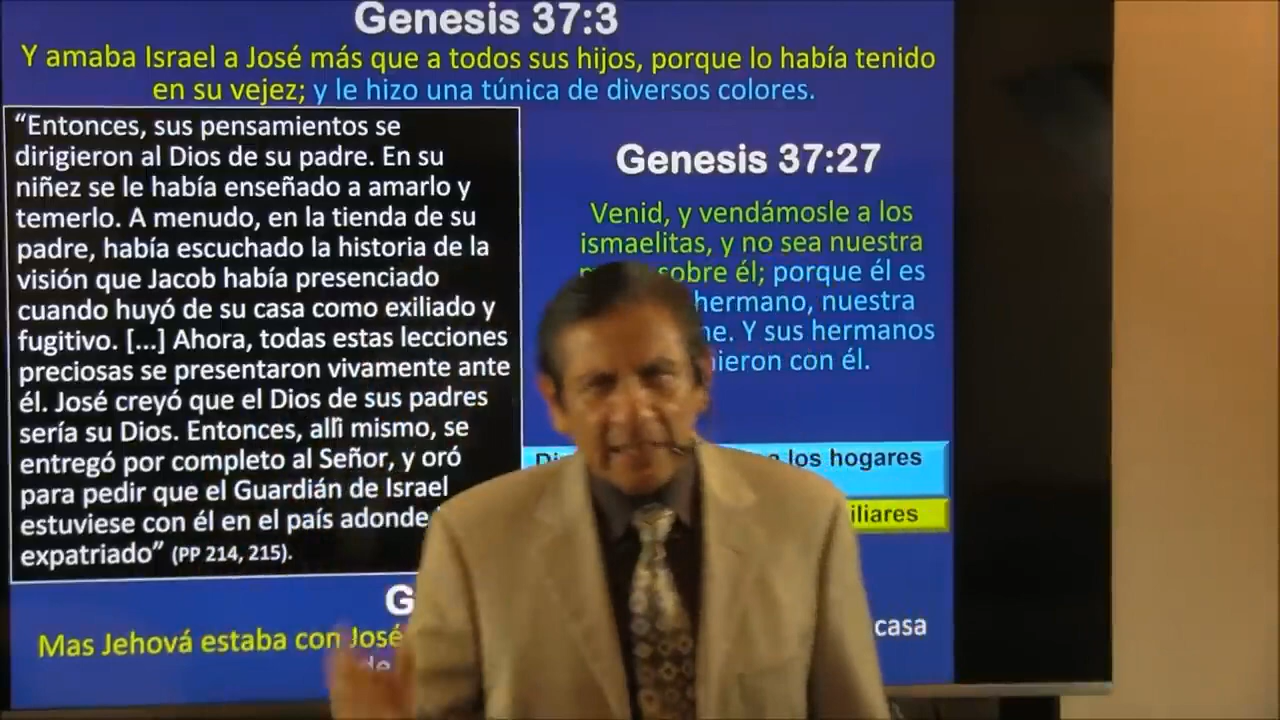 Genesis 37:3
Y amaba Israel a José más que a todos sus hijos, porque lo había tenido
en su vejez; y le hizo una túnica de diversos colores.
“Entonces, sus pensamientos se
dirigieron al Dios de su padre. En su
niñez se le había enseñado a amarlo y
temerlo. A menudo, en la tienda de su
padre, había escuchado la historia de la
visión que Jacob había presenciado
cuando huyó de su casa como exiliado y
fugitivo. [...] Ahora, todas estas lecciones
preciosas se presentaron vivamente ante
él. José creyó que el Dios de sus padres
sería su Dios. Entonces, allí mismo, se
entregó por completo al Señor, y oró
para pedir que el Guardián de Israel
estuviese con él en el país adonde
expatriado” (PP 214, 215).
Genesis 37:27
Venid, y vendámosle a los
ismaelitas, y no sea nuestra
sobre él; porque él es
hermano, nuestra
Y sus hermanos
con él.
a los hogares
Mas Jehová estaba con José
de
casa